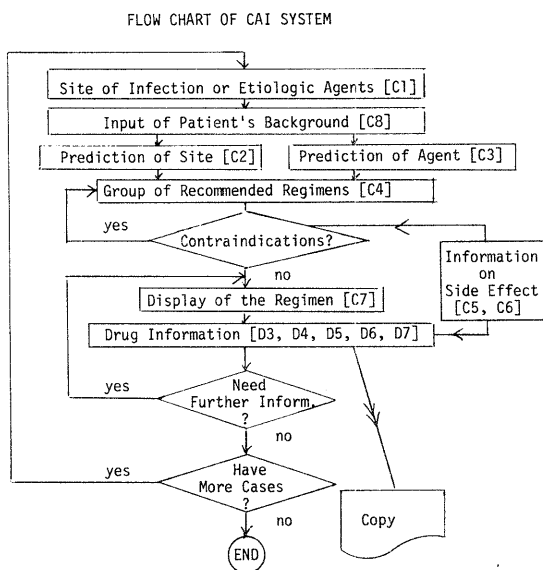 FLOW CHART OF CAI SYSTEM
Site of Infection or Etiologic Agents [C1]
Input of Patient's Background [C8]
Prediction of Site [C2]
Prediction of Agent [C3]
Group of Recommended Regimens [C4]
yes
Contraindications?
no
Information
on
Side Effect
[C5, C6]
Display of the Regimen [C7]
Drug Information [D3, D4, D5, D6, D7]
yes
Need
Further Inform.
?
no
yes
Have
More Cases
?
no
Copy
END